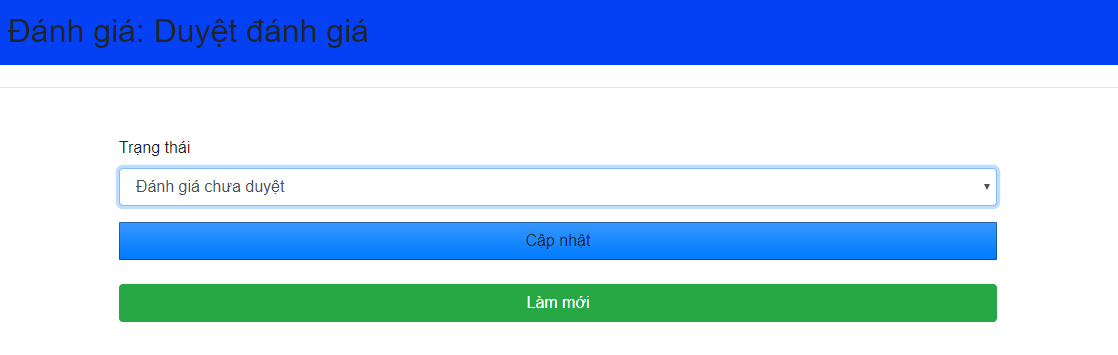 Đánh giá: Duyệt đánh giá
Trạng thái
Đánh giá chưa duyệt
Cập nhật
Làm mới